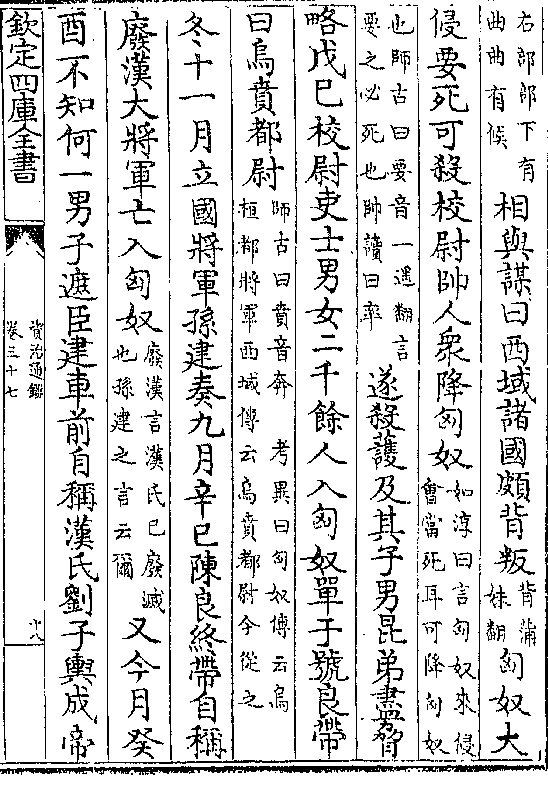 右部部下有
曲曲有候
相與謀曰西域諸國頗背叛
背蒲
妹翻
匈奴大
侵要死可殺校尉帥人衆降匈奴
如淳曰言匈奴來侵
會當死耳可降匈奴
也師古曰要音一遥翻言
要之必死也帥讀曰率
遂殺護及其子男昆弟盡脅
略戊巳校尉吏士男女二千餘人入匈奴單于號良帶
曰烏賁都尉
師古曰賁音奔 考異曰匈奴傳云烏
桓都將軍西域傳云烏賁都尉今從之
冬十一月立國將軍孫建奏九月辛巳陳良終帶自稱
廢漢大將軍亡入匈奴
廢漢言漢氏已廢滅
也孫建之言云爾
又今月癸
酉不知何一男子遮臣建車前自稱漢氏劉子輿成帝
欽定四庫全書
資治通鑑
卷三十七
十八